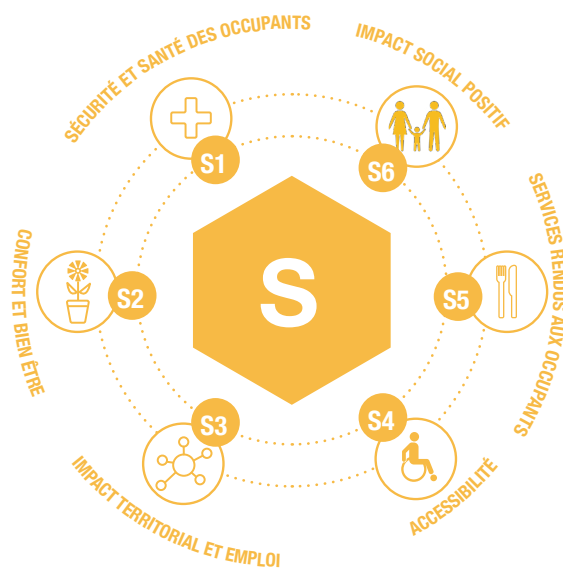 SÉCURITÉ ET SANTÉ DES OCCUPANTS
IMPACT SOCIAL POSITIF
S1
S6
SERVICES RENDUS AUX OCCUPANTS
CONFORT ET BIEN ÊTRE
S2
S
S5
S3
S4
IMPACT TERRITORIAL ET EMPLOI
ACCESSIBILITÉ